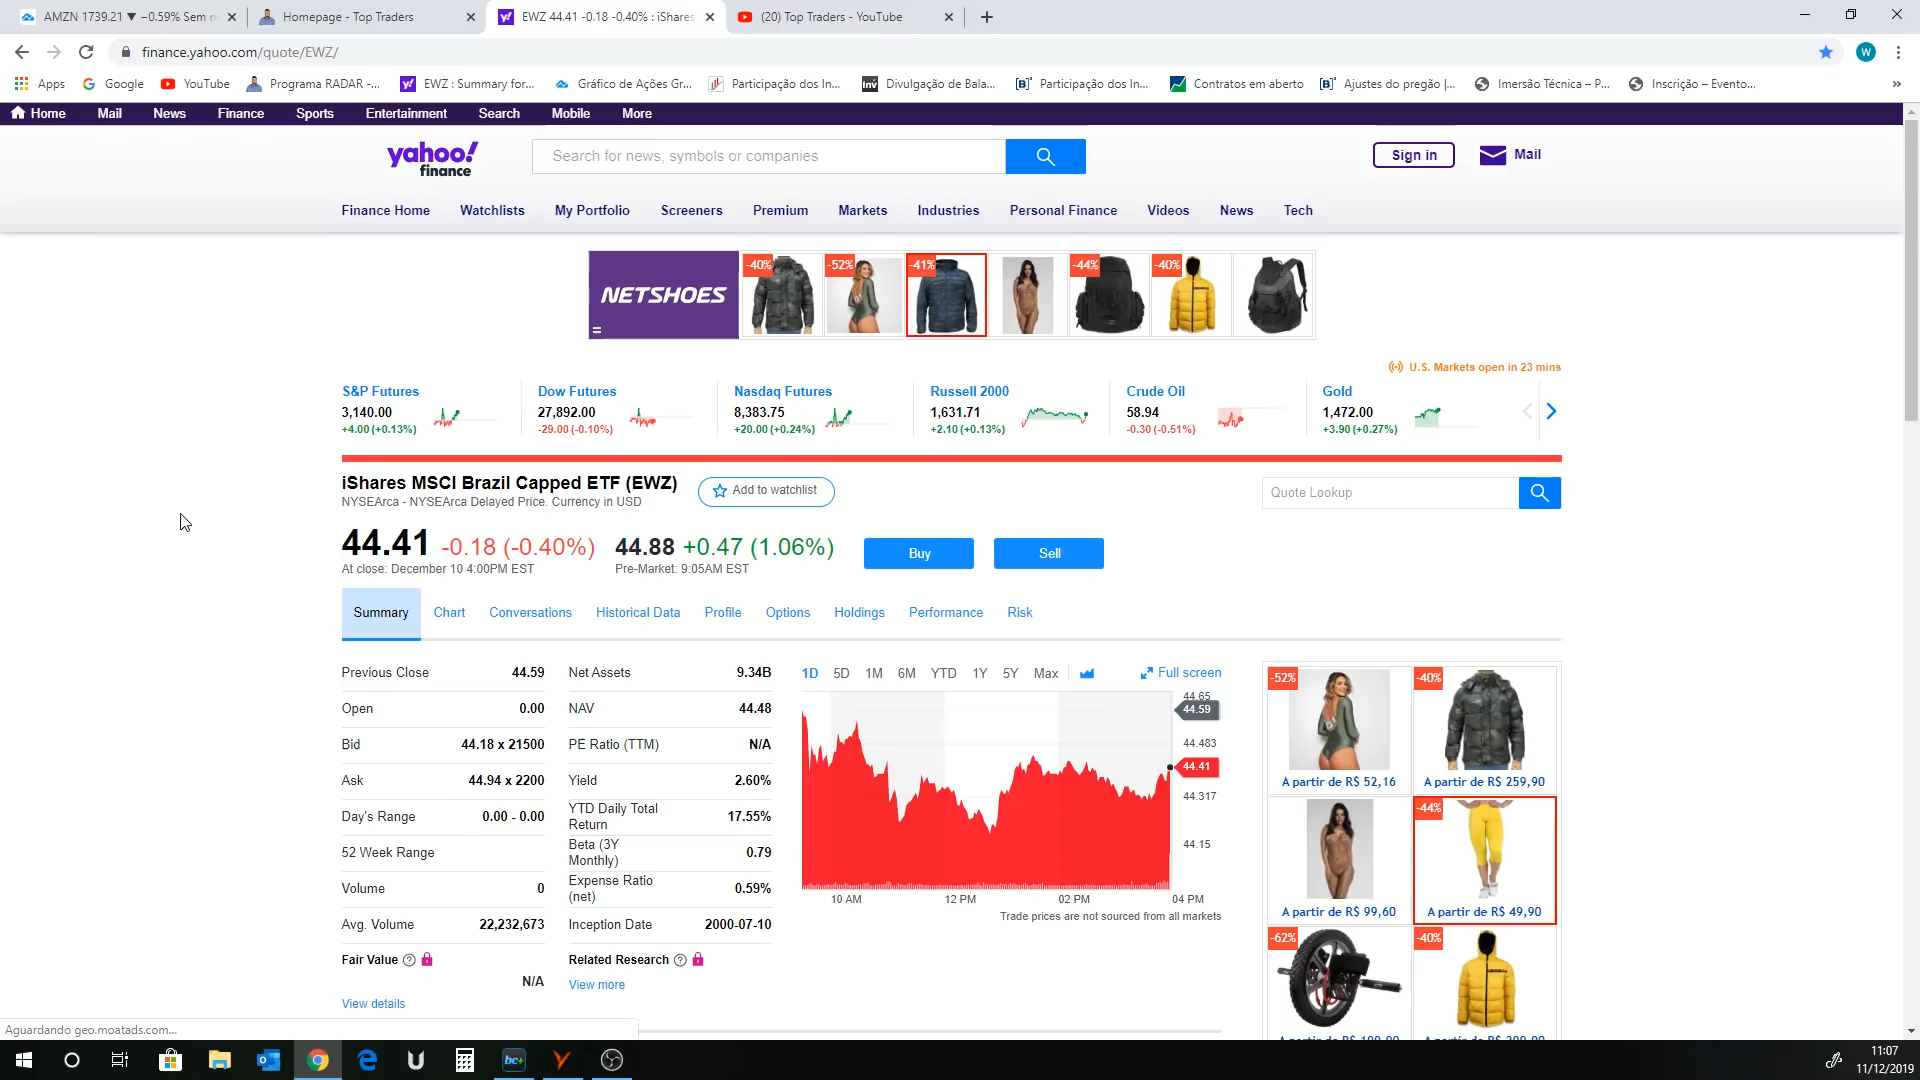 AMZN 1739.21 ▼ −0.59% Sem n
Homepage - Top Traders
EWZ 44.41 -0.18 -0.40% : iShares
(20) Top Traders - YouTube
finance.yahoo.com/quote/EWZ/
W
Apps
Google
YouTube
Programa RADAR -...
EWZ : Summary for...
Gráfico de Ações Gr...
Participação dos In...
Divulgação de Bala...
Participação dos In...
Contratos em aberto
Ajustes do pregão |...
Imersão Técnica – P...
Inscrição – Evento...
Home Mail News Finance Sports Entertainment Search Mobile More
yahoo!
finance
Search for news, symbols or companies
Sign in
Mail
Finance Home Watchlists My Portfolio Screeners Premium Markets Industries Personal Finance Videos News Tech
NETSHOES
-40% -52% -41% -44% -40%
U.S. Markets open in 23 mins
S&P Futures
3,140.00
+4.00 (+0.13%)
Dow Futures
27,892.00
-29.00 (-0.10%)
Nasdaq Futures
8,383.75
+20.00 (+0.24%)
Russell 2000
1,631.71
+2.10 (+0.13%)
Crude Oil
58.94
-0.30 (-0.51%)
Gold
1,472.00
+3.90 (+0.27%)
iShares MSCI Brazil Capped ETF (EWZ)
NYSEArca - NYSEArca Delayed Price. Currency in USD
Add to watchlist
Quote Lookup
44.41 -0.18 (-0.40%)
At close: December 10 4:00PM EST
44.88 +0.47 (1.06%)
Pre-Market: 9:05AM EST
Buy
Sell
Summary Chart Conversations Historical Data Profile Options Holdings Performance Risk
Previous Close 44.59
Open 0.00
Bid 44.18 x 21500
Ask 44.94 x 2200
Day's Range 0.00 - 0.00
52 Week Range
Volume 0
Avg. Volume 22,232,673
Fair Value
N/A
View details
Net Assets 9.34B
NAV 44.48
PE Ratio (TTM) N/A
Yield 2.60%
YTD Daily Total
Return 17.55%
Beta (3Y
Monthly) 0.79
Expense Ratio
(net) 0.59%
Inception Date 2000-07-10
Related Research
View more
1D 5D 1M 6M YTD 1Y 5Y Max
Full screen
44.65
44.59
44.483
44.41
44.317
44.15
10 AM 12 PM 02 PM 04 PM
Trade prices are not sourced from all markets
-52%
A partir de R$ 52,16
-40%
A partir de R$ 259,90
A partir de R$ 99,60
-44%
A partir de R$ 49,90
-62%
-40%
Aguardando geo.moatads.com...
bc+
11:07
11/12/2019